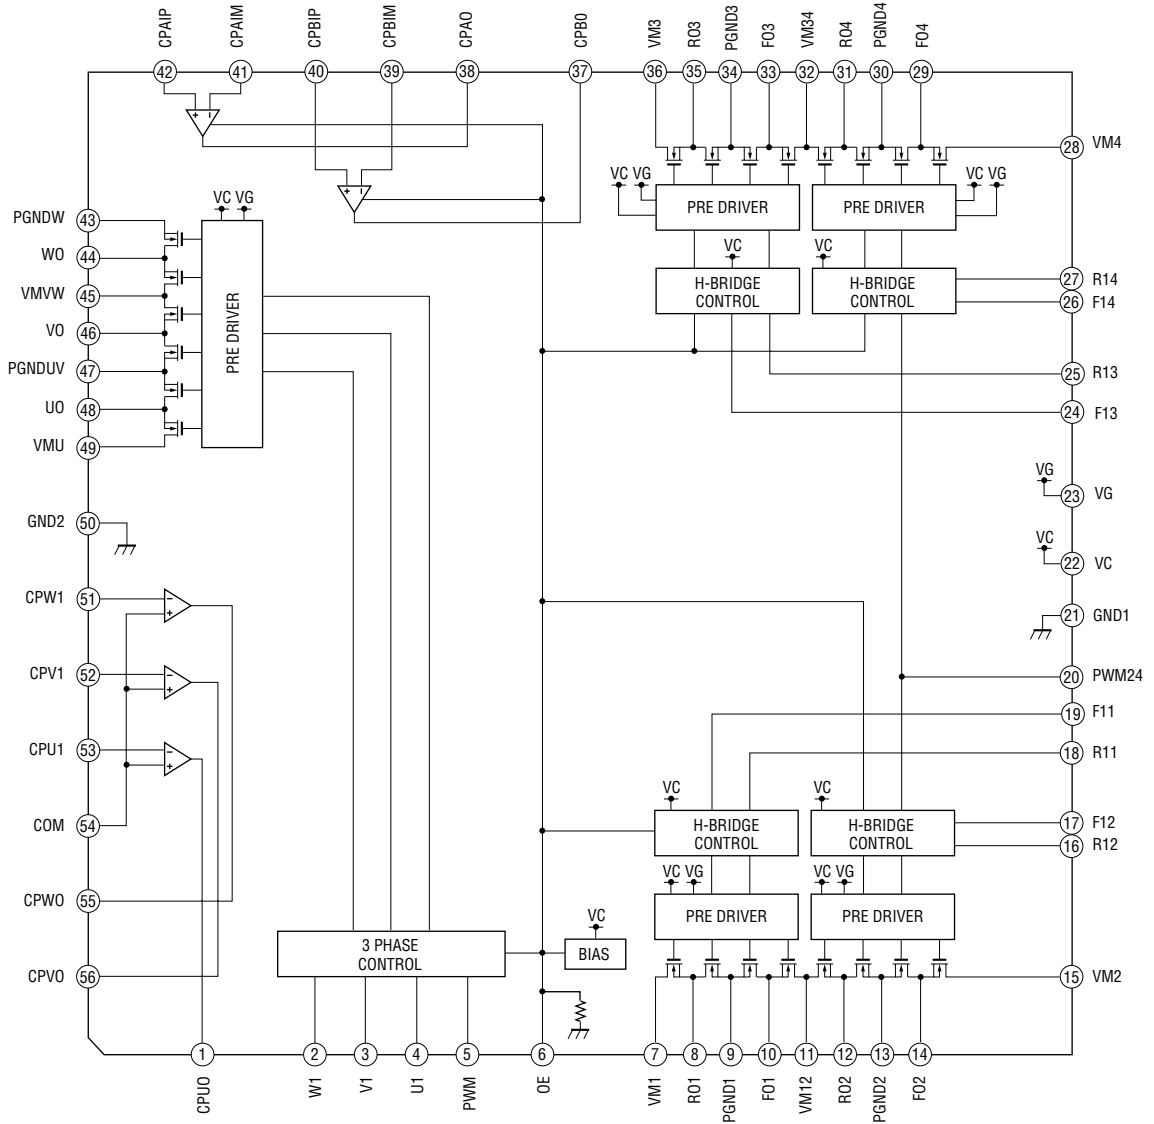 CPAIP CPAIM CPBIP CPBIM CPAO CPBO VM3 RO3 PGND3 FO3 VM34 RO4 PGND4 FO4
42 41 40 39 38 37 36 35 34 33 32 31 30 29
+ − + −
28 VM4
VC VG
PRE DRIVER
VC VG
PRE DRIVER
VC VG
PGNDW 43
WO 44
VMVW 45
VO 46
PGNDUV 47
UO 48
VMU 49
PRE DRIVER
VC
H-BRIDGE
CONTROL
VC
H-BRIDGE
CONTROL
27 R14
26 F14
25 R13
24 F13
VG
23 VG
VC
22 VC
21 GND1
20 PWM24
19 F11
18 R11
GND2 50
CPW1 51
− +
CPV1 52
− +
CPU1 53
− +
COM 54
CPWO 55
CPVO 56
VC
H-BRIDGE
CONTROL
VC
H-BRIDGE
CONTROL
17 F12
16 R12
VC VG
PRE DRIVER
VC VG
PRE DRIVER
3 PHASE
CONTROL
VC
BIAS
15 VM2
1 2 3 4 5 6 7 8 9 10 11 12 13 14
CPUO W1 V1 U1 PWM OE VM1 RO1 PGND1 FO1 VM12 RO2 PGND2 FO2